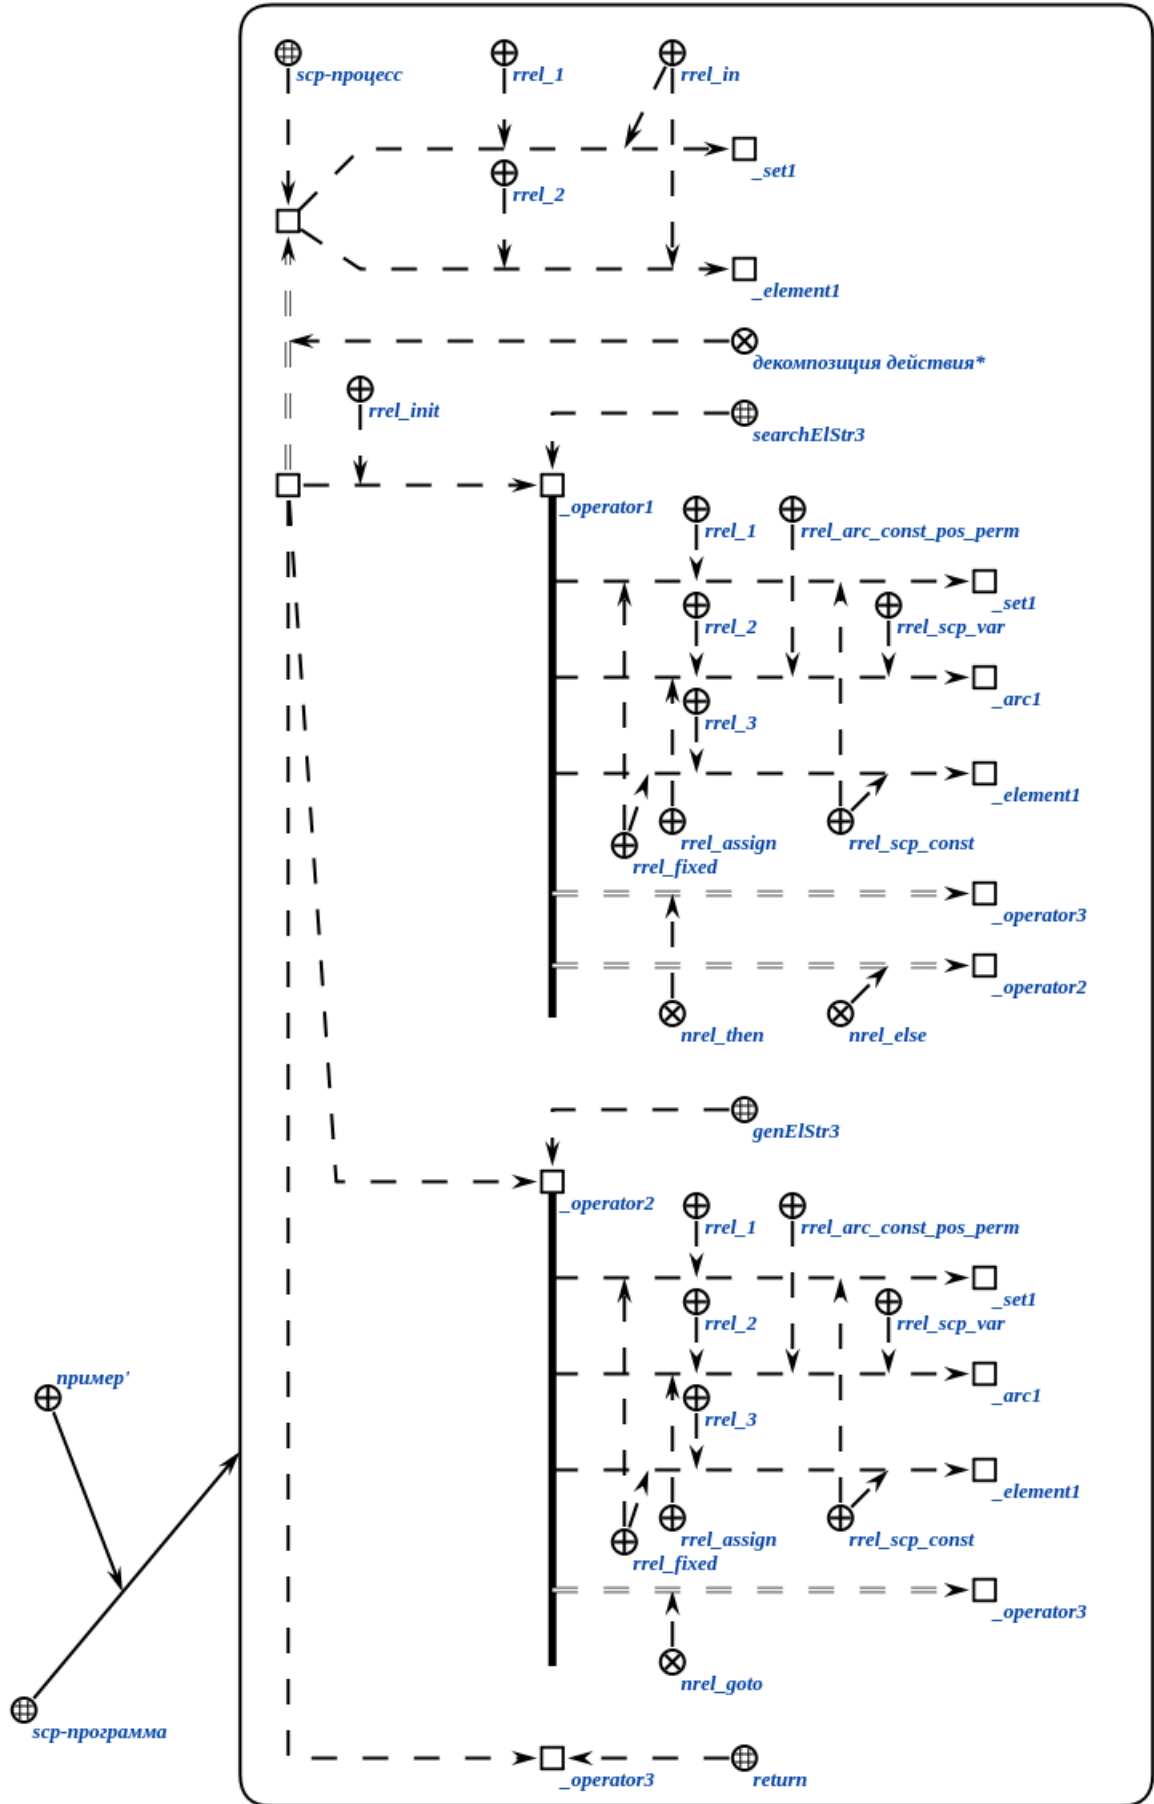 scp-процесс
rrel_1
rrel_in
_set1
rrel_2
_element1
декомпозиция действия*
rrel_init
searchElStr3
_operator1
rrel_1
rrel_arc_const_pos_perm
_set1
rrel_2
rrel_scp_var
_arc1
rrel_3
_element1
rrel_assign
rrel_scp_const
rrel_fixed
_operator3
_operator2
nrel_then
nrel_else
genElStr3
_operator2
rrel_1
rrel_arc_const_pos_perm
_set1
rrel_2
rrel_scp_var
_arc1
rrel_3
_element1
rrel_assign
rrel_scp_const
rrel_fixed
_operator3
nrel_goto
_operator3
return
пример'
scp-программа